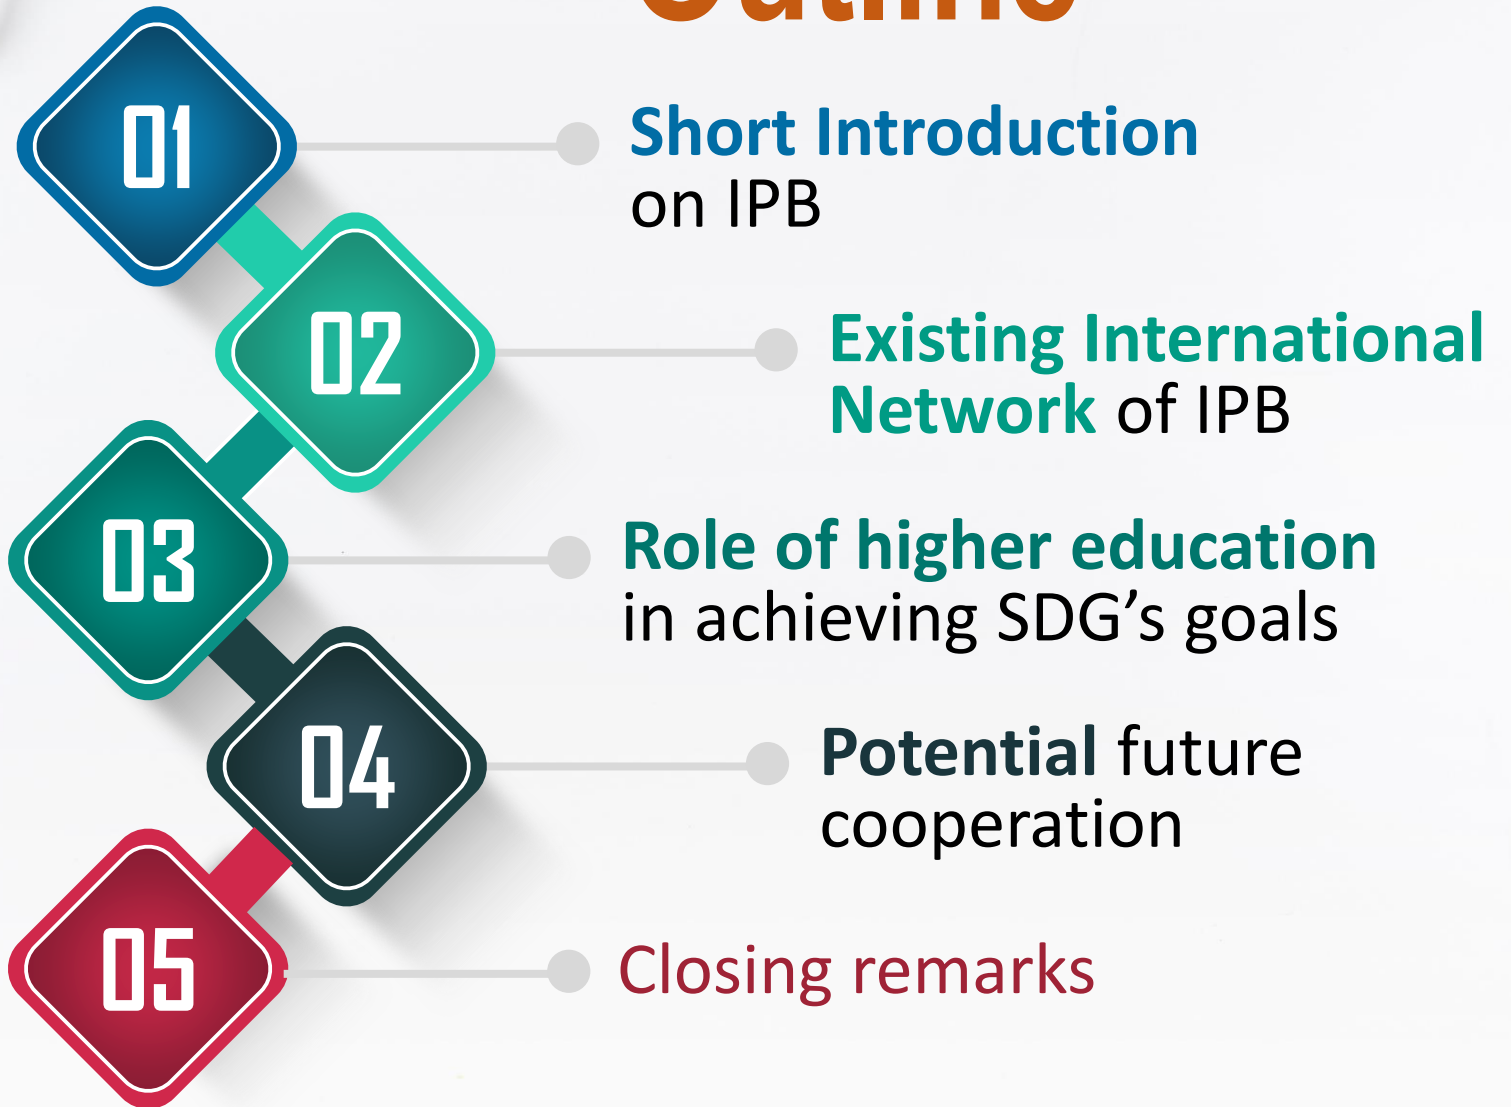 Outline
01
Short Introduction
on IPB
02
Existing International
Network of IPB
03
Role of higher education
in achieving SDG’s goals
04
Potential future
cooperation
05
Closing remarks